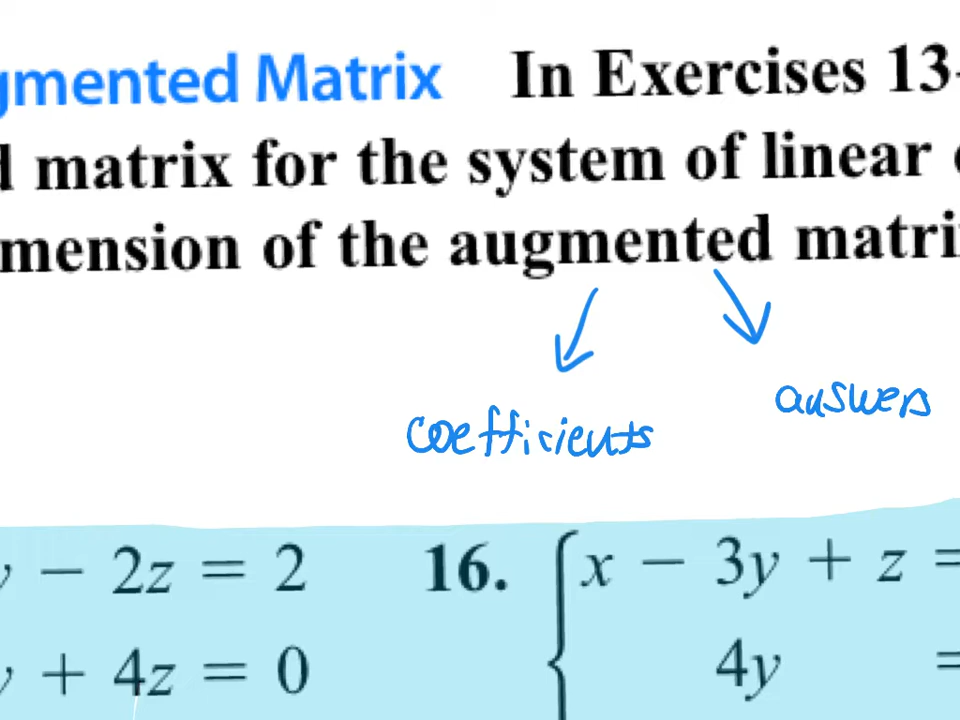 gmented Matrix In Exercises 13-
d matrix for the system of linear
mension of the augmented matrix
answers
coefficients
y − 2z = 2 16. x − 3y + z =
y + 4z = 0 4y =